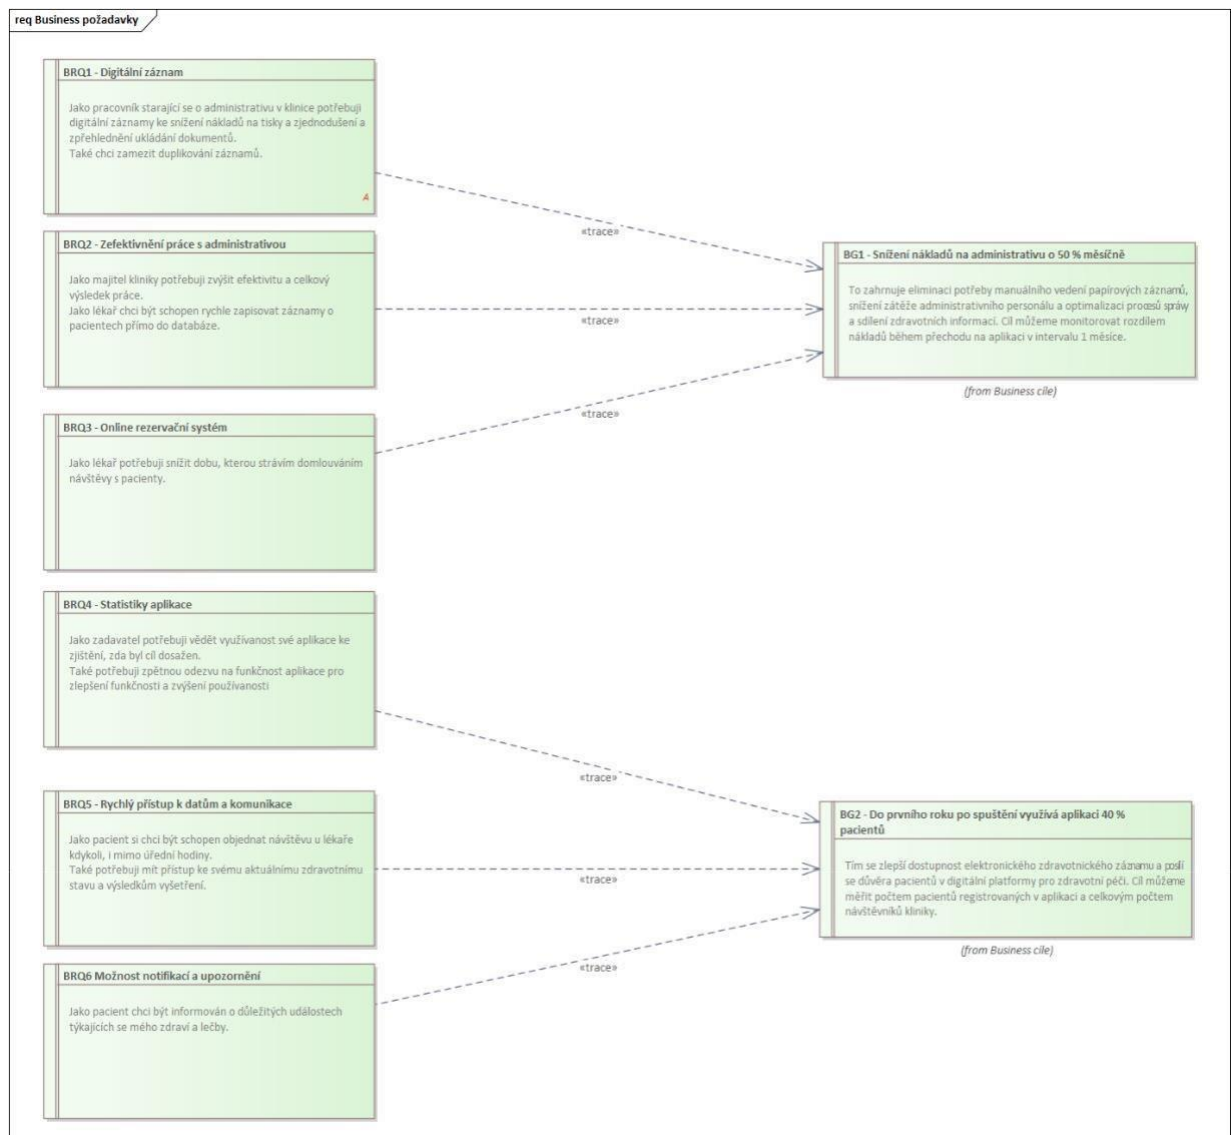 req Business požadavky
BRQ1 - Digitální záznam
Jako pracovník starající se o administrativu v klinice potřebuji
digitální záznamy ke snížení nákladů na tisky a zjednodušení a
zpřehlednění ukládání dokumentů.
Také chci zamezit duplikování záznamů.
A
BRQ2 - Zefektivnění práce s administrativou
Jako majitel kliniky potřebuji zvýšit efektivitu a celkový
výsledek práce.
Jako lékař chci být schopen rychle zapisovat záznamy o
pacientech přímo do databáze.
BRQ3 - Online rezervační systém
Jako lékař potřebuji snížit dobu, kterou strávím domlouváním
návštěvy s pacienty.
«trace»
«trace»
«trace»
BG1 - Snížení nákladů na administrativu o 50 % měsíčně
To zahrnuje eliminaci potřeby manuálního vedení papírových záznamů,
snížení zátěže administrativního personálu a optimalizaci procesů správy
a sdílení zdravotních informací. Cíl můžeme monitorovat rozdílem
nákladů během přechodu na aplikaci v intervalu 1 měsíce.
(from Business cíle)
BRQ4 - Statistiky aplikace
Jako zadavatel potřebuji vědět využívanost své aplikace ke
zjištění, zda byl cíl dosažen.
Také potřebuji zpětnou odezvu na funkčnost aplikace pro
zlepšení funkčnosti a zvýšení používanosti
BRQ5 - Rychlý přístup k datům a komunikace
Jako pacient si chci být schopen objednat návštěvu u lékaře
kdykoli, i mimo úřední hodiny.
Také potřebuji mít přístup ke svému aktuálnímu zdravotnímu
stavu a výsledkům vyšetření.
BRQ6 Možnost notifikací a upozornění
Jako pacient chci být informován o důležitých událostech
týkajících se mého zdraví a lečby.
«trace»
«trace»
«trace»
BG2 - Do prvního roku po spuštění využívá aplikací 40 %
pacientů
Tím se zlepší dostupnost elektronického zdravotnického záznamu a posílí
se důvěra pacientů v digitální platformy pro zdravotní péči. Cíl můžeme
měřit počtem pacientů registrovaných v aplikaci a celkovým počtem
návštěvníků kliniky.
(from Business cíle)